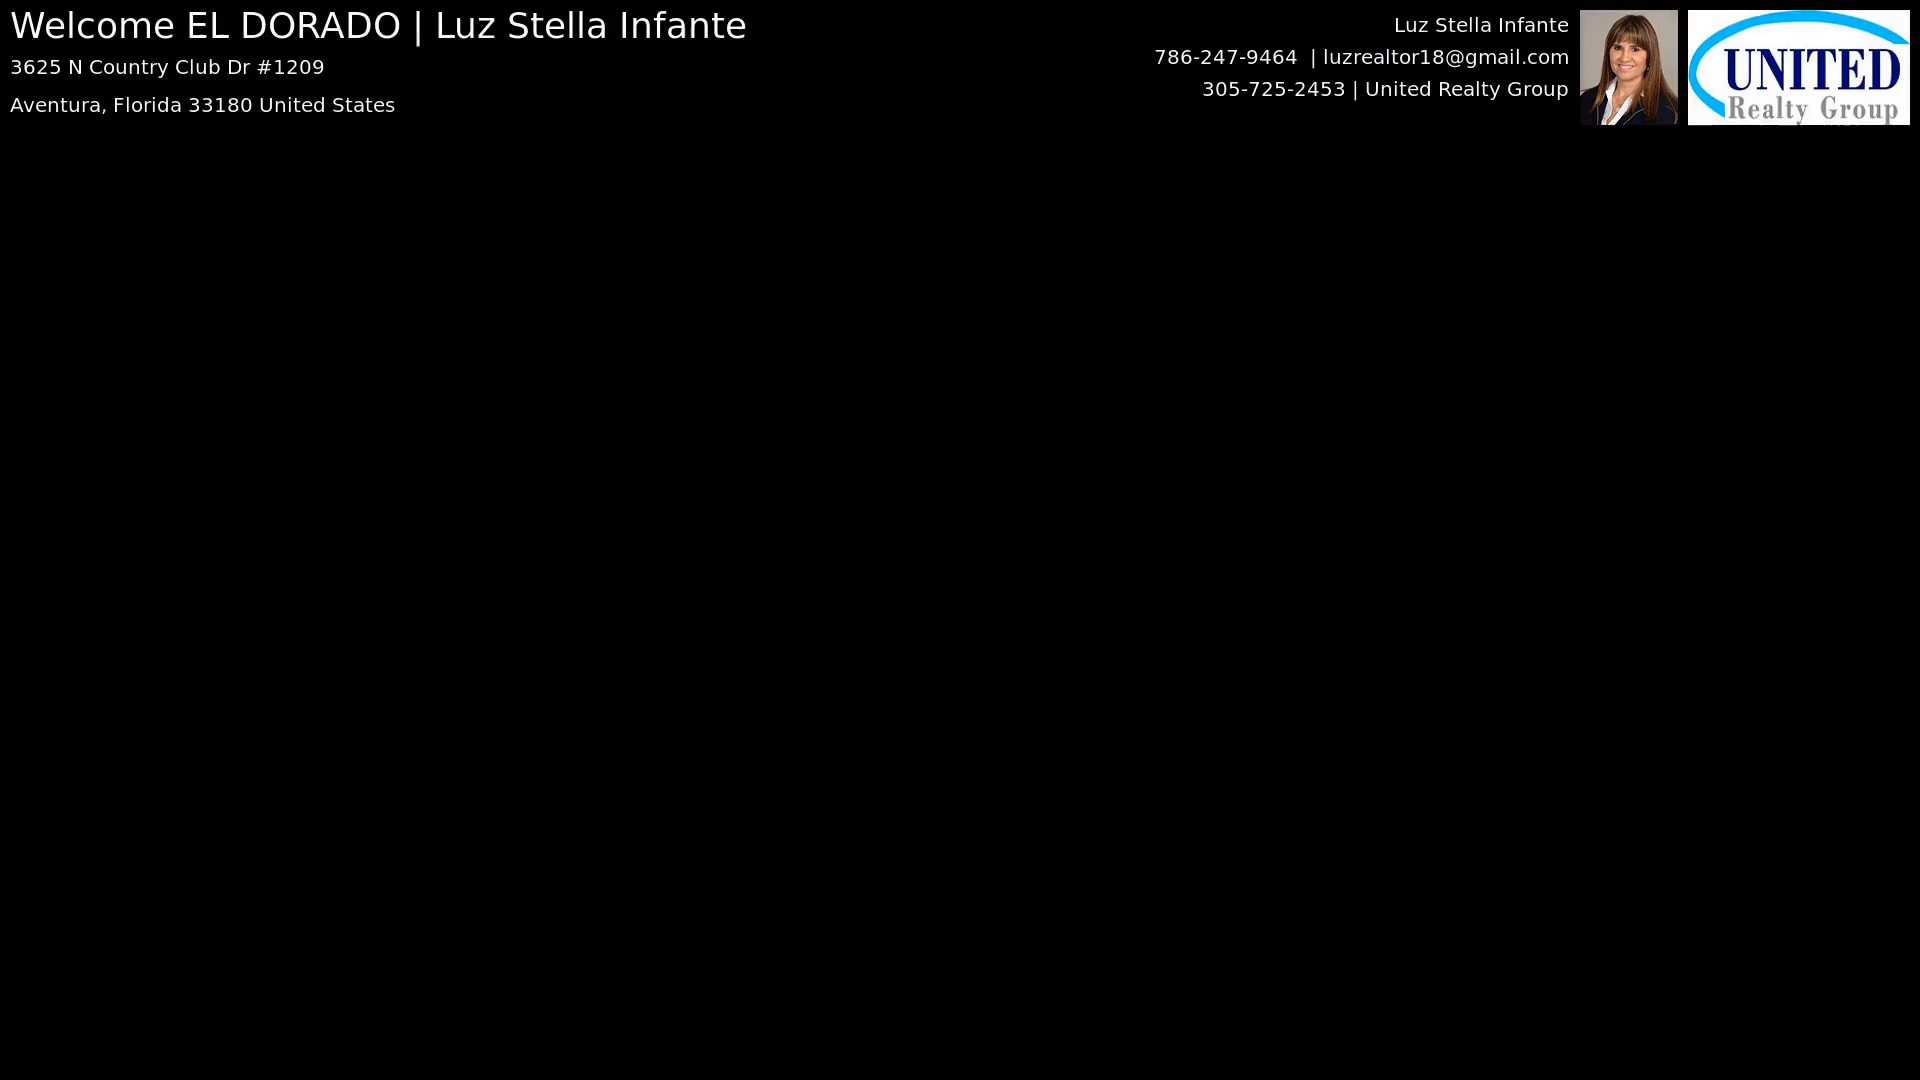 Welcome EL DORADO | Luz Stella Infante
3625 N Country Club Dr #1209
Aventura, Florida 33180 United States
Luz Stella Infante
786-247-9464 | luzrealtor18@gmail.com
305-725-2453 | United Realty Group
UNITED
Realty Group